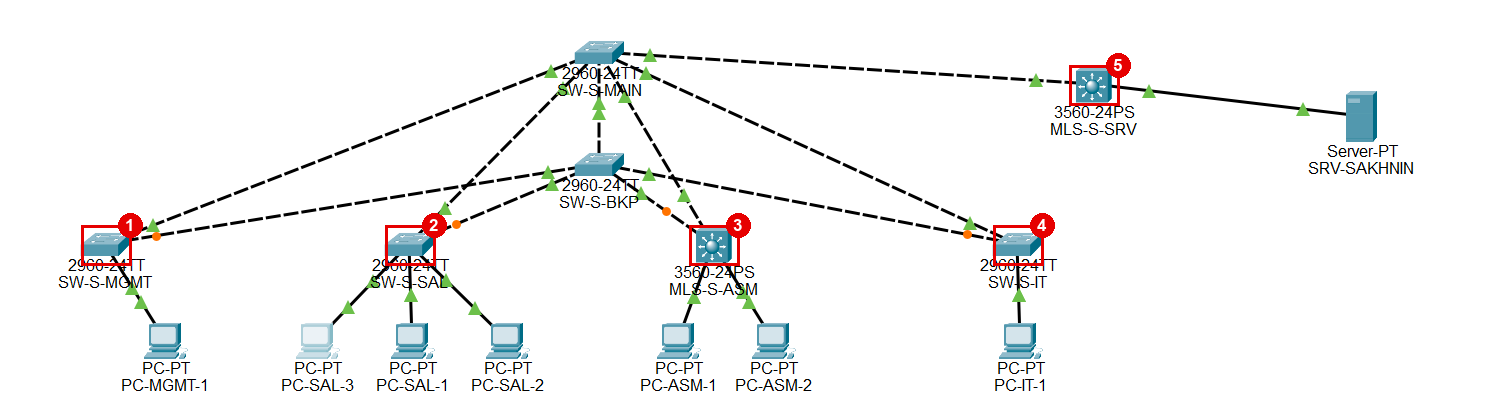 2960-24TT
SW-S-MAIN
5
3560-24PS
MLS-S-SRV
Server-PT
SRV-SAKHNIN
2960-24TT
SW-S-BKP
1
2960-24TT
SW-S-MGMT
2
2960-24TT
SW-S-SAL
3
3560-24PS
MLS-S-ASM
4
2960-24TT
SW-S-IT
PC-PT
PC-MGMT-1
PC-PT
PC-SAL-3
PC-PT
PC-SAL-1
PC-PT
PC-SAL-2
PC-PT
PC-ASM-1
PC-PT
PC-ASM-2
PC-PT
PC-IT-1